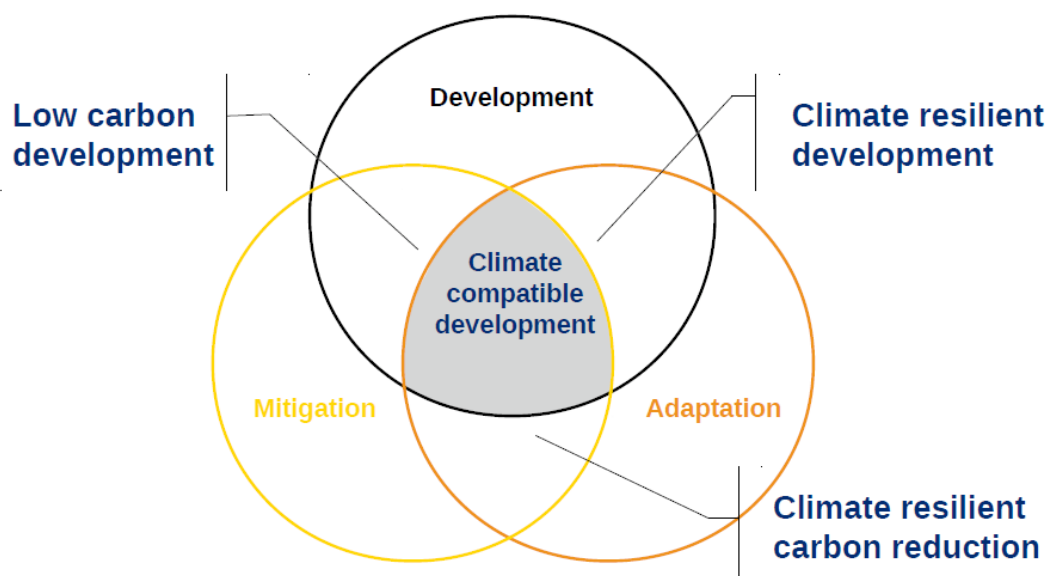 Development
Low carbon
development
Climate resilient
development
Climate
compatible
development
Mitigation
Adaptation
Climate resilient
carbon reduction